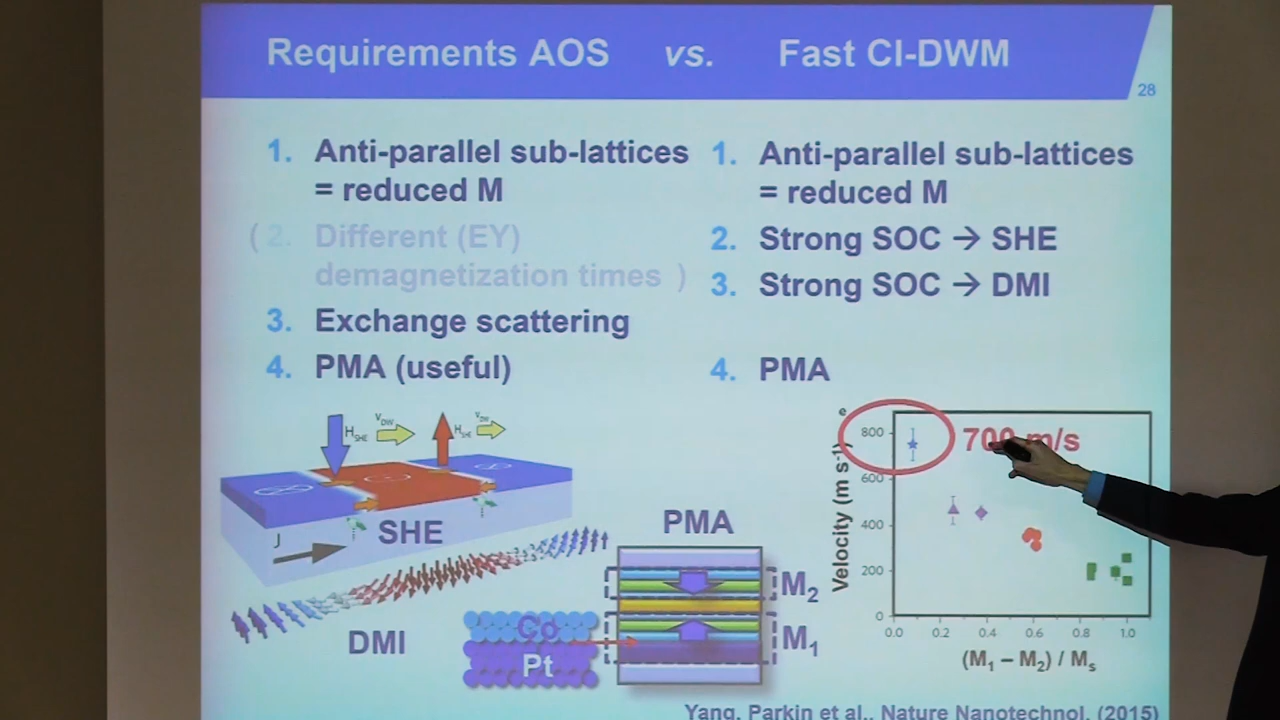 Requirements AOS vs. Fast CI-DWM
28
1. Anti-parallel sub-lattices
= reduced M
( 2. Different (EY)
demagnetization times )
3. Exchange scattering
4. PMA (useful)
1. Anti-parallel sub-lattices
= reduced M
2. Strong SOC → SHE
3. Strong SOC → DMI
4. PMA
H_SHE V_DW H_SHE V_DW
J
SHE
DMI
PMA
M2
M1
Co
Pt
e
700 m/s
Velocity (m s-1)
800
600
400
200
0
0.0 0.2 0.4 0.6 0.8 1.0
(M1 – M2) / Ms
Yang, Parkin et al., Nature Nanotechnol. (2015)